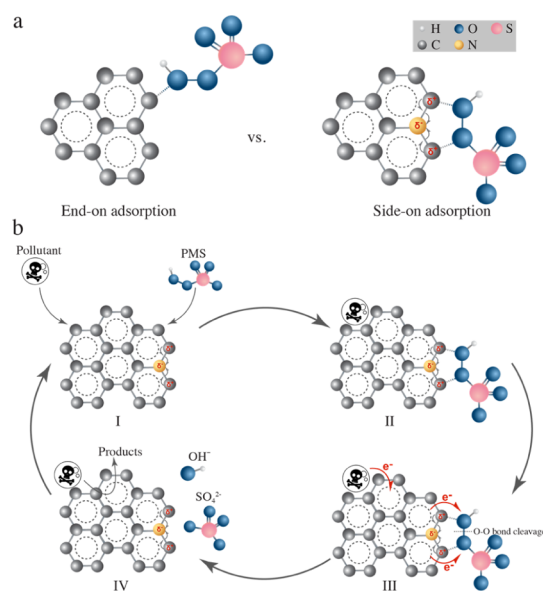 a
H O S
C N
δ⁺
δ⁻
δ⁺
vs.
End-on adsorption
Side-on adsorption
b
Pollutant
PMS
I
II
e⁻
e⁻
O-O bond cleavage
e⁻
III
Products
OH⁻
SO₄²⁻
IV